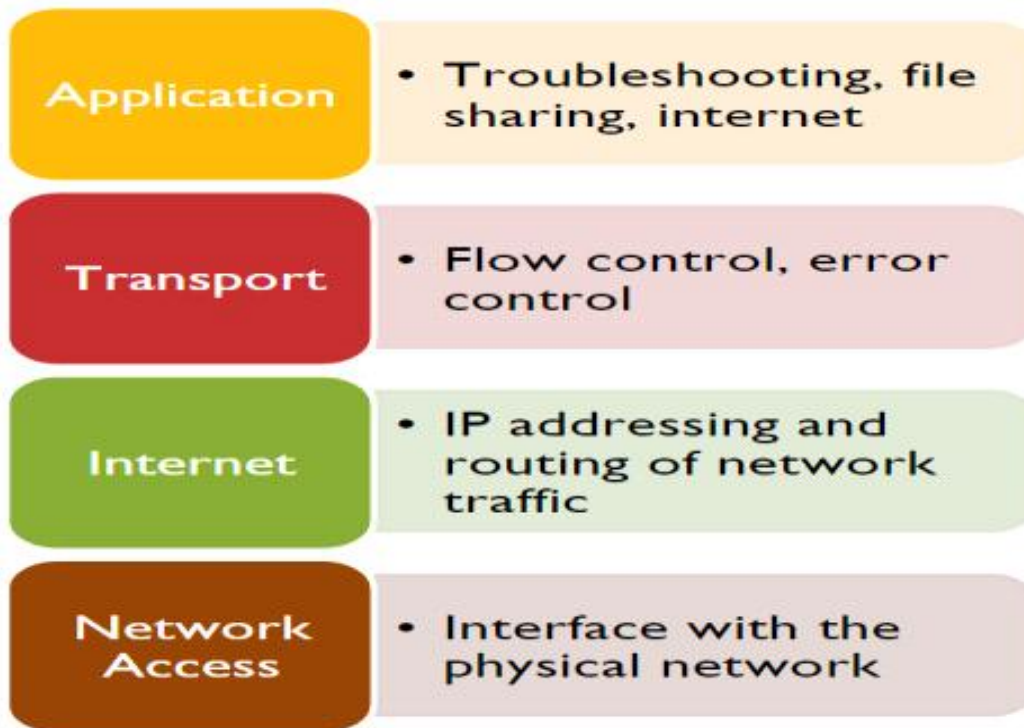 Application
• Troubleshooting, file
sharing, internet
Transport
• Flow control, error
control
Internet
• IP addressing and
routing of network
traffic
Network
Access
• Interface with the
physical network